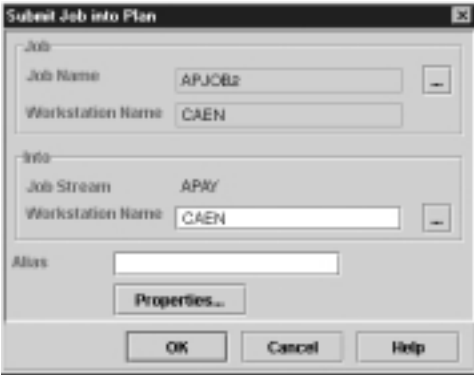 Submit Job into Plan
Job
Job Name APJOB2 ...
Workstation Name CAEN
Into
Job Stream APAY
Workstation Name CAEN ...
Alias
Properties...
OK Cancel Help